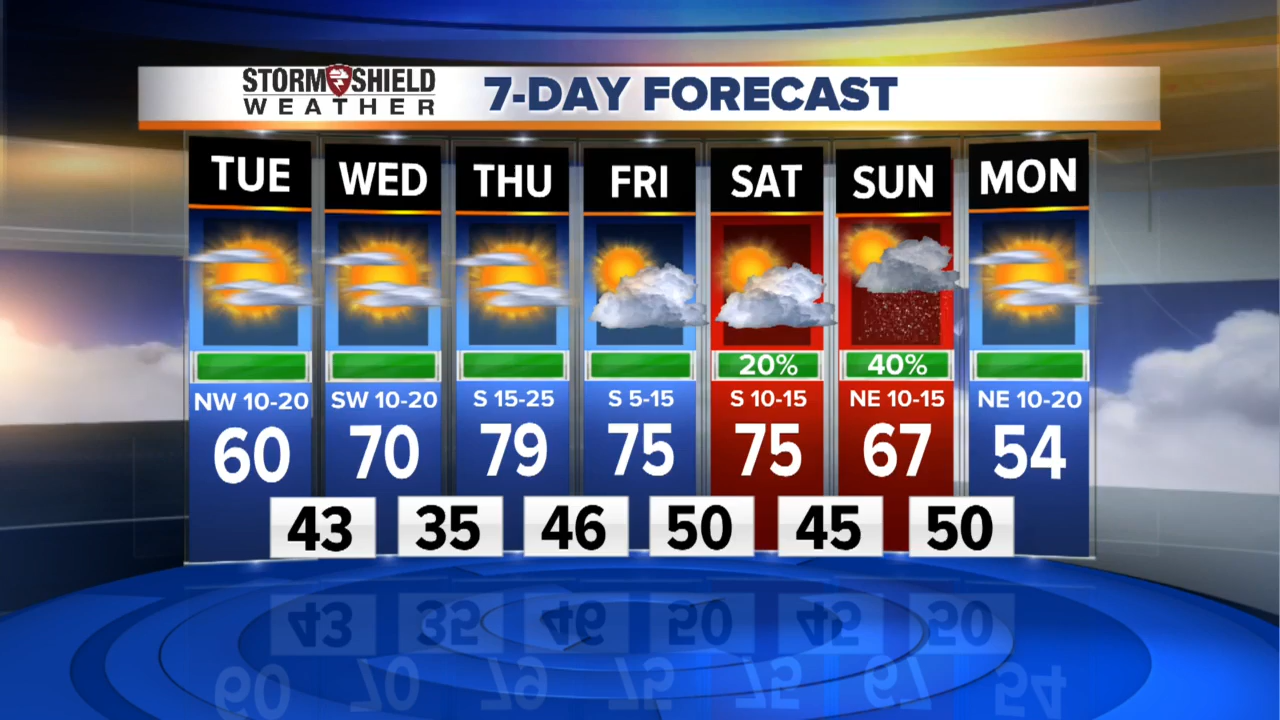 STORM SHIELD
WEATHER
7-DAY FORECAST
TUE WED THU FRI SAT SUN MON
20% 40%
NW 10-20 SW 10-20 S 15-25 S 5-15 S 10-15 NE 10-15 NE 10-20
60 70 79 75 75 67 54
43 35 46 50 45 50